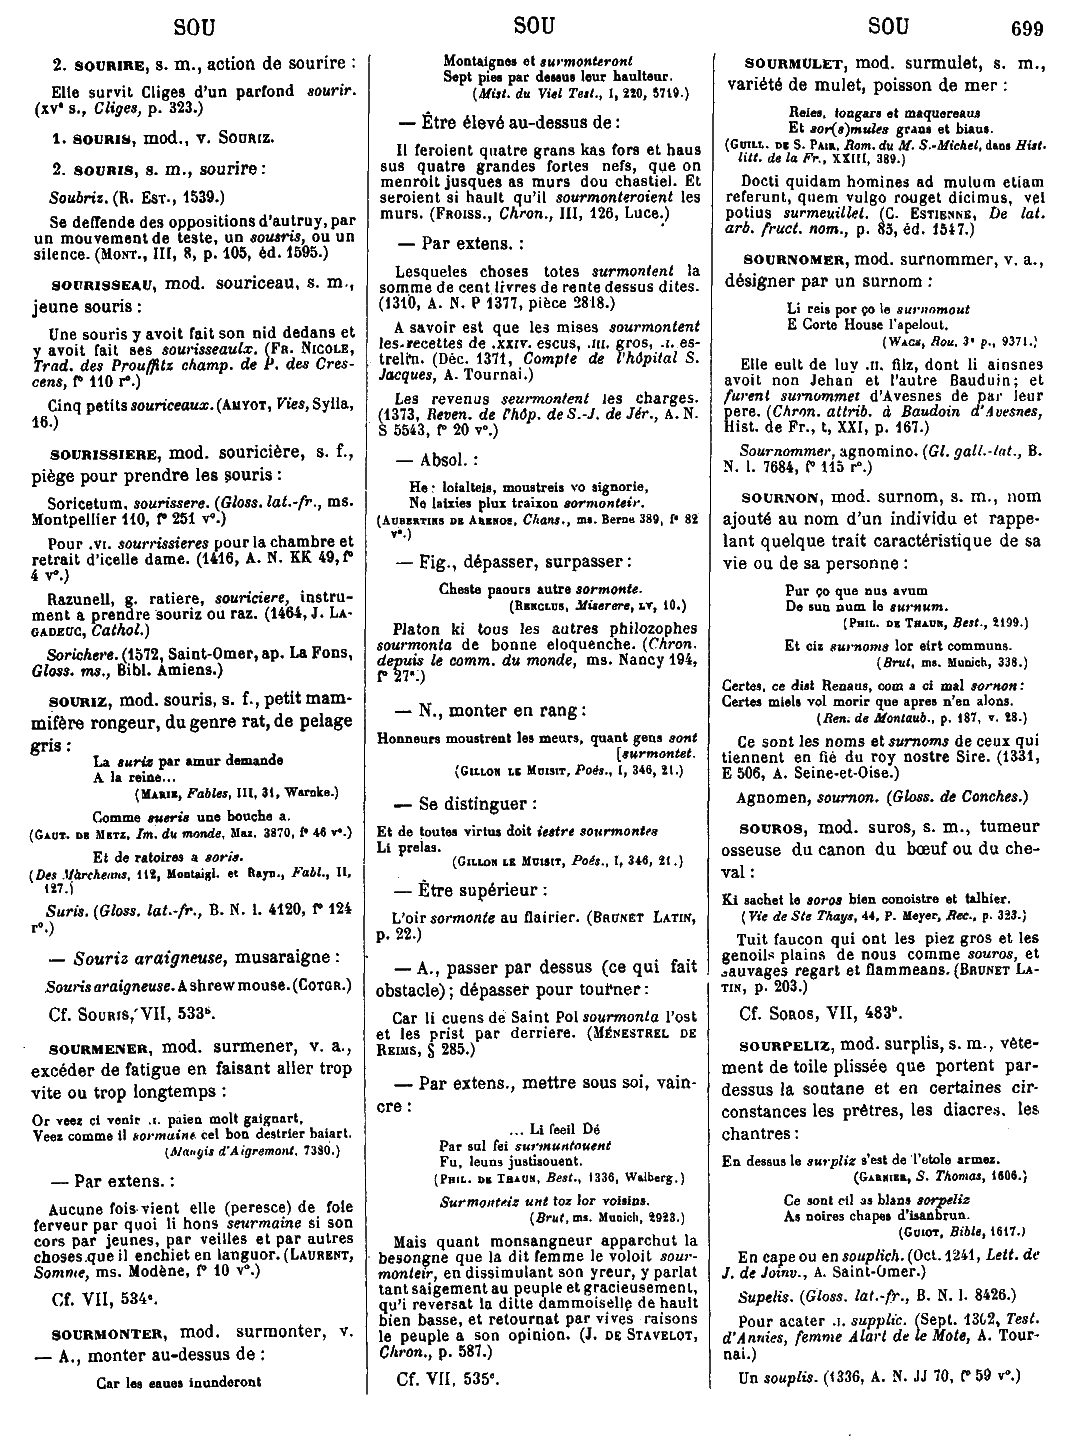 SOU
SOU
SOU
699
2. SOURIRE, s. m., action de sourire :
Elle survit Cliges d'un parfond sourir.
(XVe s., Cliges, p. 323.)
1. SOURIS, mod., v. SOURIZ.
2. SOURIS, s. m., sourire :
Soubriz. (R. EST., 1539.)
Se deffende des oppositions d'autruy, par
un mouvement de teste, un sousris, ou un
silence. (MONT., III, 8, p. 105, éd. 1595.)
SOURISSEAU, mod. souriceau, s. m.,
jeune souris :
Une souris y avoit fait son nid dedans et
y avoit fait ses sourisseaulx. (FR. NICOLE,
Trad. des Prouffitz champ. de P. des Cres-
cens, f° 110 r°.)
Cinq petits souriceaux. (AMYOT, Vies, Sylla,
16.)
SOURISSIERE, mod. souricière, s. f.,
piège pour prendre les souris :
Soricetum, sourissere. (Gloss. lat.-fr., ms.
Montpellier 110, f° 251 v°.)
Pour .VI. sourrissieres pour la chambre et
retrait d'icelle dame. (1416, A. N. KK 49, f°
4 v°.)
Razunell, g. ratiere, souriciere, instru-
ment a prendre souriz ou raz. (1464, J. LA-
GADEUC, Cathol.)
Sorichere. (1572, Saint-Omer, ap. La Fons,
Gloss. ms., Bibl. Amiens.)
SOURIZ, mod. souris, s. f., petit mam-
mifère rongeur, du genre rat, de pelage
gris :
La suriz par amur demande
A la reine...
(MARIE, Fables, III, 31, Warnke.)
Comme sueris une bouche a.
(GAUT. DE METZ, Im. du monde, Maz. 3870, f° 46 v°.)
Et de ratoires a soris.
(Des Marcheans, 112, Montaigl. et Rayn., Fabl., II,
127.)
Suris. (Gloss. lat.-fr., B. N. l. 4120, f° 124
r°.)
— Souriz araigneuse, musaraigne :
Souris araigneuse. A shrew mouse. (COTGR.)
Cf. SOURIS, VII, 533b.
SOURMENER, mod. surmener, v. a.,
excéder de fatigue en faisant aller trop
vite ou trop longtemps :
Or veez ci venir .I. paien molt gaignart,
Veez comme il sormaine cel bon destrier baiart.
(Maugis d'Aigremont, 7380.)
— Par extens. :
Aucune fois vient elle (peresce) de fole
ferveur par quoi li hons seurmaine si son
cors par jeunes, par veilles et par autres
choses que il enchiet en languor. (LAURENT,
Somme, ms. Modène, f° 10 v°.)
Cf. VII, 534c.
SOURMONTER, mod. surmonter, v.
— A., monter au-dessus de :
Car les eaues inunderont
Montaignes et surmonteront
Sept pies par dessus leur haulteur.
(Mist. du Viel Test., I, 220, 5719.)
— Être élevé au-dessus de :
Il feroient quatre grans kas fors et haus
sus quatre grandes fortes nefs, que on
menroit jusques as murs dou chastiel. Et
seroient si hault qu'il sourmonteroient les
murs. (FROISS., Chron., III, 126, Luce.)
— Par extens. :
Lesqueles choses totes surmontent la
somme de cent livres de rente dessus dites.
(1310, A. N. P 1377, pièce 2818.)
A savoir est que les mises sourmontent
les recettes de .XXIV. escus, .III. gros, .I. es-
trelin. (Déc. 1371, Compte de l'hôpital S.
Jacques, A. Tournai.)
Les revenus seurmontent les charges.
(1373, Reven. de l'hôp. de S.-J. de Jér., A. N.
S 5543, f° 20 v°.)
— Absol. :
He : loialteis, moustreis vo signorie,
Ne laixies plux traixon sormonteir.
(AUBERTINS DE ARENOS, Chans., ms. Berne 389, f° 82
v°.)
— Fig., dépasser, surpasser :
Cheste paours autre sormonte.
(RENCLUS, Miserere, LV, 10.)
Platon ki tous les autres philozophes
sourmonta de bonne eloquenche. (Chron.
depuis le comm. du monde, ms. Nancy 194,
f° 27c.)
— N., monter en rang :
Honneurs moustrent les meurs, quant gens sont
[surmontet.
(GILLON LE MUISIT, Poés., I, 346, 21.)
— Se distinguer :
Et de toutes virtus doit iestre sourmontes
Li prelas.
(GILLON LE MUISIT, Poés., I, 346, 21.)
— Être supérieur :
L'oir sormonte au flairier. (BRUNET LATIN,
p. 22.)
— A., passer par dessus (ce qui fait
obstacle) ; dépasser pour tourner :
Car li cuens de Saint Pol sourmonta l'ost
et les prist par derriere. (MÉNESTREL DE
REIMS, § 285.)
— Par extens., mettre sous soi, vain-
cre :
... Li feeil Dé
Par sul fei surmuntouent
Fu, leuns justisouent.
(PHIL. DE THAUN, Best., 1336, Walberg.)
Surmonteiz unt toz lor voisins.
(Brut, ms. Munich, 2923.)
Mais quant monsangneur apparchut la
besongne que la dit femme le voloit sour-
monteir, en dissimulant son yreur, y parlat
tant saigement au peuple et gracieusement,
qu'i reversat la ditte dammoiselle de hault
bien basse, et retournat par vives raisons
le peuple a son opinion. (J. DE STAVELOT,
Chron., p. 587.)
Cf. VII, 535c.
SOURMULET, mod. surmulet, s. m.,
variété de mulet, poisson de mer :
Reies, tongars et maquereaus
Et sor(s)mules grans et biaus.
(GUILL. DE S. PAIR, Rom. du M. S.-Michel, dans Hist.
litt. de la Fr., XXIII, 389.)
Docti quidam homines ad mulum etiam
referunt, quem vulgo rouget dicimus, vel
potius surmeuillet. (C. ESTIENNE, De lat.
arb. fruct. nom., p. 85, éd. 1547.)
SOURNOMER, mod. surnommer, v. a.,
désigner par un surnom :
Li reis por ço le surnomout
E Corte House l'apelout.
(WACE, Rou, 3e p., 9371.)
Elle eult de luy .II. filz, dont li ainsnes
avoit non Jehan et l'autre Bauduin ; et
furent surnommet d'Avesnes de par leur
pere. (Chron. attrib. à Baudoin d'Avesnes,
Hist. de Fr., t, XXI, p. 167.)
Sournommer, agnomino. (Gl. gall.-lat., B.
N. l. 7684, f° 115 r°.)
SOURNON, mod. surnom, s. m., nom
ajouté au nom d'un individu et rappe-
lant quelque trait caractéristique de sa
vie ou de sa personne :
Pur ço que nus avum
De sun num le surnum.
(PHIL. DE THAUN, Best., 2199.)
Et ciz surnoms lor eirt communs.
(Brut, ms. Munich, 338.)
Certes, ce dist Renaus, com a ci mal sornon :
Certes miels vol morir que apres n'en alons.
(Ren. de Montaub., p. 187, v. 28.)
Ce sont les noms et surnoms de ceux qui
tiennent en fié du roy nostre Sire. (1331,
E 506, A. Seine-et-Oise.)
Agnomen, sournon. (Gloss. de Conches.)
SOUROS, mod. suros, s. m., tumeur
osseuse du canon du bœuf ou du che-
val :
Ki sachet le soros bien conoistre et talhier.
(Vie de Ste Thays, 44, P. Meyer, Rec., p. 323.)
Tuit faucon qui ont les piez gros et les
genoils plains de nous comme souros, et
sauvages regart et flammeans. (BRUNET LA-
TIN, p. 203.)
Cf. SOROS, VII, 483b.
SOURPELIZ, mod. surplis, s. m., vête-
ment de toile plissée que portent par-
dessus la soutane et en certaines cir-
constances les prêtres, les diacres, les
chantres :
En dessus le surpliz s'est de l'estole armez.
(GARNIER, S. Thomas, 1606.)
Ce sont cil as blans sorpeliz
As noires chapes d'isanbrun.
(GUIOT, Bible, 1617.)
En cape ou en souplich. (Oct. 1241, Lett. de
J. de Joinv., A. Saint-Omer.)
Supelis. (Gloss. lat.-fr., B. N. l. 8426.)
Pour acater .I. supplic. (Sept. 1302, Test.
d'Annies, femme Alart de le Mote, A. Tour-
nai.)
Un souplis. (1336, A. N. JJ 70, f° 59 v°.)